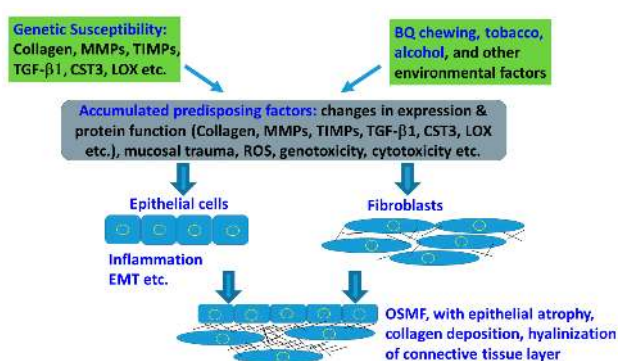 Genetic Susceptibility:
Collagen, MMPs, TIMPs,
TGF-β1, CST3, LOX etc.
BQ chewing, tobacco,
alcohol, and other
environmental factors
Accumulated predisposing factors: changes in expression &
protein function (Collagen, MMPs, TIMPs, TGF-β1, CST3, LOX
etc.), mucosal trauma, ROS, genotoxicity, cytotoxicity etc.
Epithelial cells
Fibroblasts
Inflammation
EMT etc.
OSMF, with epithelial atrophy,
collagen deposition, hyalinization
of connective tissue layer